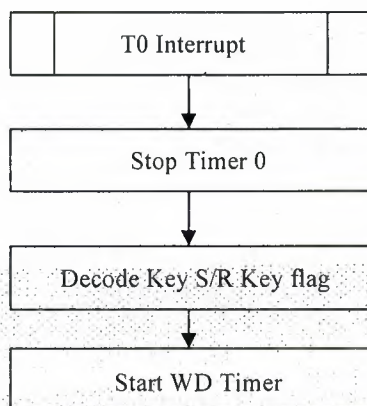 T0 Interrupt
Stop Timer 0
Decode Key S/R Key flag
Start WD Timer